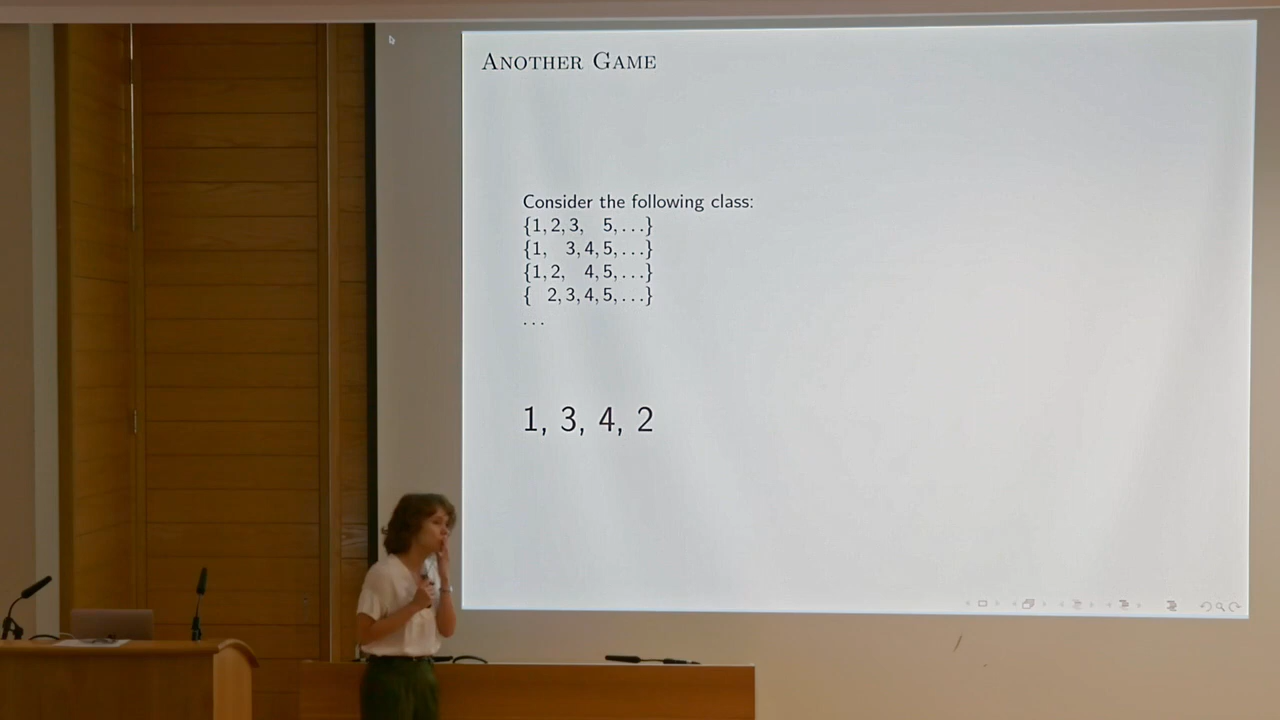 ANOTHER GAME
Consider the following class:
{1, 2, 3, 5, ...}
{1, 3, 4, 5, ...}
{1, 2, 4, 5, ...}
{ 2, 3, 4, 5, ...}
...
1, 3, 4, 2